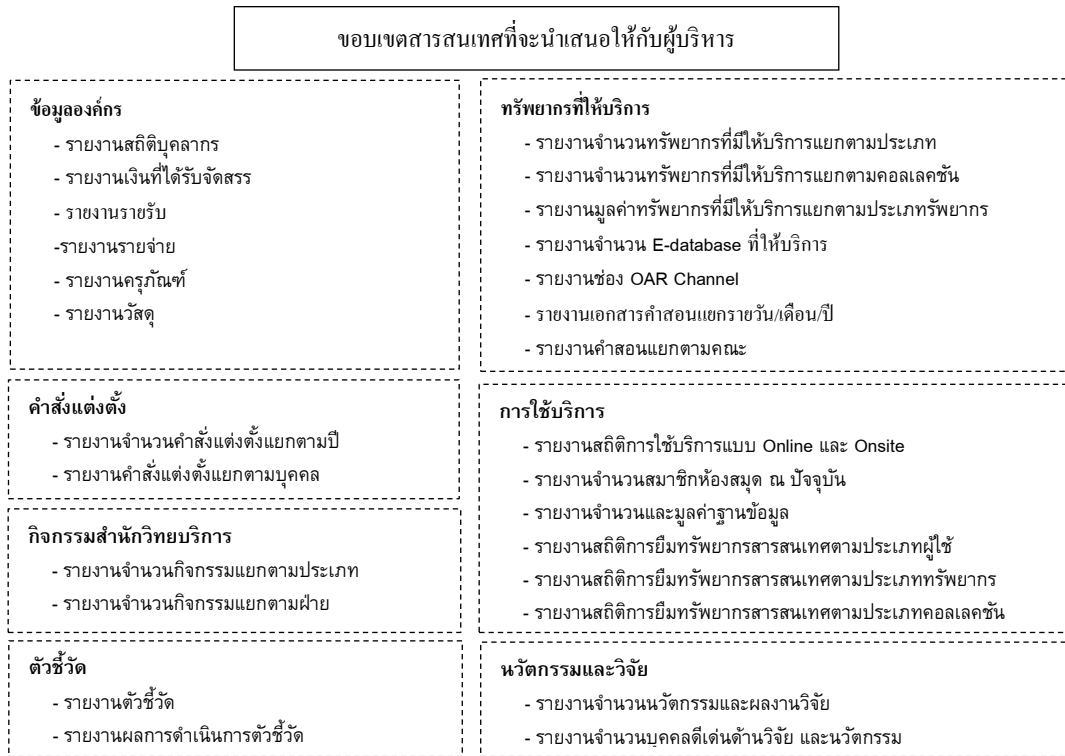 ขอบเขตสารสนเทศที่จะนำเสนอให้กับผู้บริหาร
ข้อมูลองค์กร
- รายงานสถิติบุคลากร
- รายงานเงินที่ได้รับจัดสรร
- รายงานรายรับ
-รายงานรายจ่าย
- รายงานครุภัณฑ์
- รายงานวัสดุ
คำสั่งแต่งตั้ง
- รายงานจำนวนคำสั่งแต่งตั้งแยกตามปี
- รายงานคำสั่งแต่งตั้งแยกตามบุคคล
กิจกรรมสำนักวิทยบริการ
- รายงานจำนวนกิจกรรมแยกตามประเภท
- รายงานจำนวนกิจกรรมแยกตามฝ่าย
ตัวชี้วัด
- รายงานตัวชี้วัด
- รายงานผลการดำเนินการตัวชี้วัด
ทรัพยากรที่ให้บริการ
- รายงานจำนวนทรัพยากรที่มีให้บริการแยกตามประเภท
- รายงานจำนวนทรัพยากรที่มีให้บริการแยกตามคอลเลคชัน
- รายงานมูลค่าทรัพยากรที่มีให้บริการแยกตามประเภทรัพยากร
- รายงานจำนวน E-database ที่ให้บริการ
- รายงานช่อง OAR Channel
- รายงานเอกสารคำสอนแยกรายวัน/เดือน/ปี
- รายงานคำสอนแยกตามคณะ
การใช้บริการ
- รายงานสถิติการใช้บริการแบบ Online และ Onsite
- รายงานจำนวนสมาชิกห้องสมุด ณ ปัจจุบัน
- รายงานจำนวนและมูลค่าฐานข้อมูล
- รายงานสถิติการยืมทรัพยากรสารสนเทศตามประเภทผู้ใช้
- รายงานสถิติการยืมทรัพยากรสารสนเทศตามประเภททรัพยากร
- รายงานสถิติการยืมทรัพยากรสารสนเทศตามประเภทคอลเลคชัน
นวัตกรรมและวิจัย
- รายงานจำนวนนวัตกรรมและผลงานวิจัย
- รายงานจำนวนบุคคลดีเด่นด้านวิจัย และนวัตกรรม